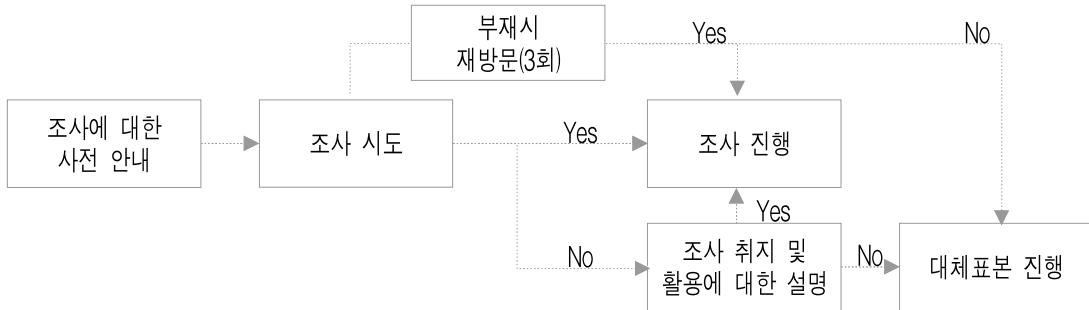 부재시
재방문(3회)
Yes
No
조사에 대한
사전 안내
조사 시도
Yes
조사 진행
Yes
No
조사 취지 및
활용에 대한 설명
No
대체표본 진행